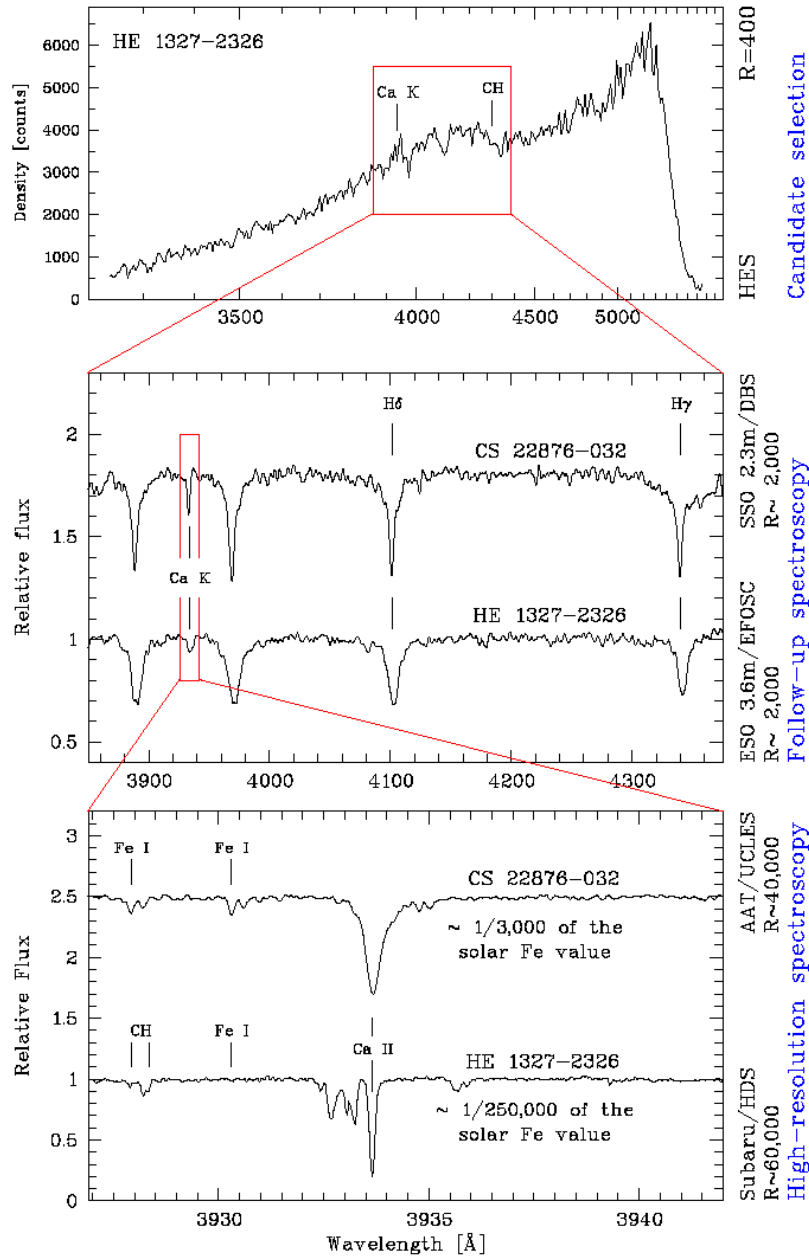 HE 1327-2326
Ca K
CH
Density [counts]
6000
5000
4000
3000
2000
1000
0
3500
4000
4500
5000
HES
R=400
Candidate selection
Hδ
Hγ
CS 22876-032
Ca K
HE 1327-2326
Relative flux
2
1.5
1
0.5
3900
4000
4100
4200
4300
SSO 2.3m/DBS
R~ 2,000
ESO 3.6m/EFOSC
R~ 2,000
Follow-up spectroscopy
Fe I
Fe I
CS 22876-032
~ 1/3,000 of the
solar Fe value
CH
Fe I
Ca II
HE 1327-2326
~ 1/250,000 of the
solar Fe value
Relative Flux
3
2.5
2
1.5
1
0.5
0
3930
3935
3940
Wavelength [Å]
AAT/UCLES
R~40,000
Subaru/HDS
R~60,000
High-resolution spectroscopy